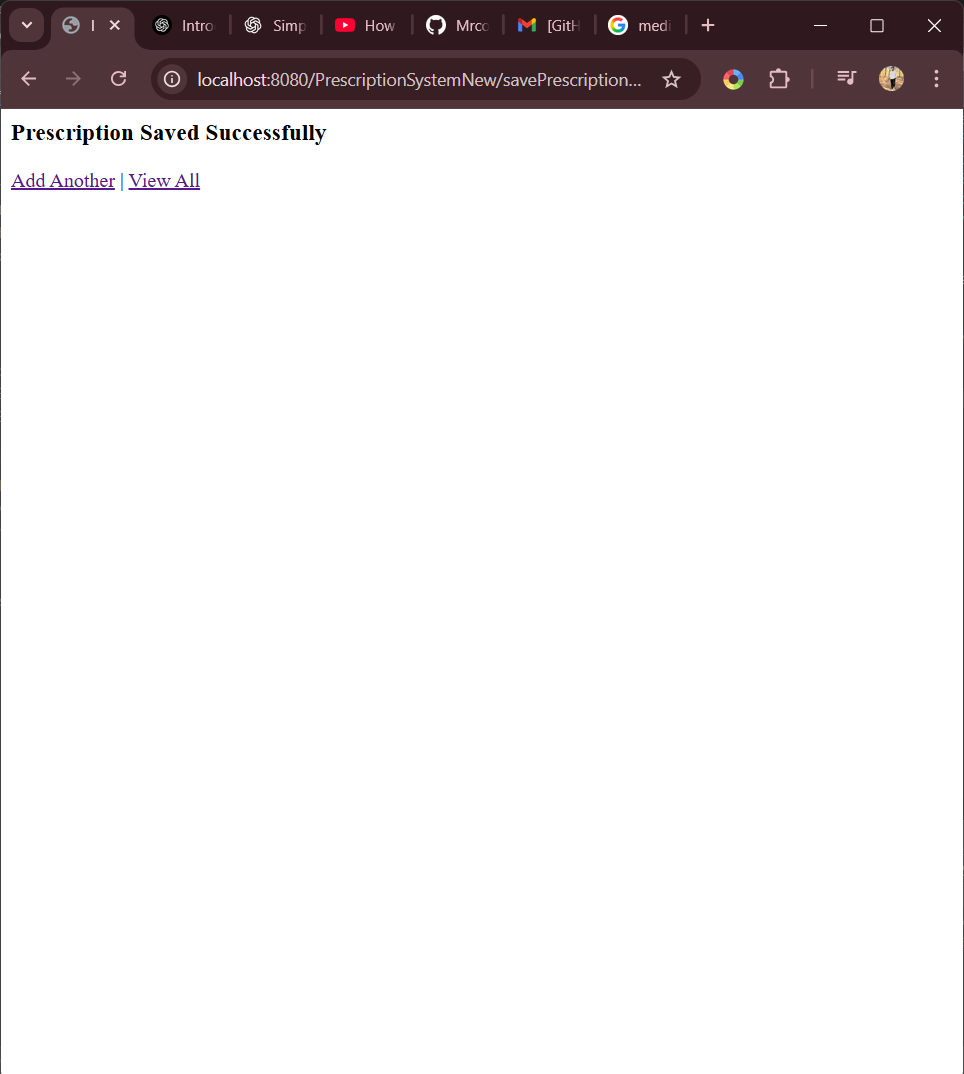 Intro
Simp
How
Mrco
[GitH
medi
localhost:8080/PrescriptionSystemNew/savePrescription...
Prescription Saved Successfully
Add Another | View All